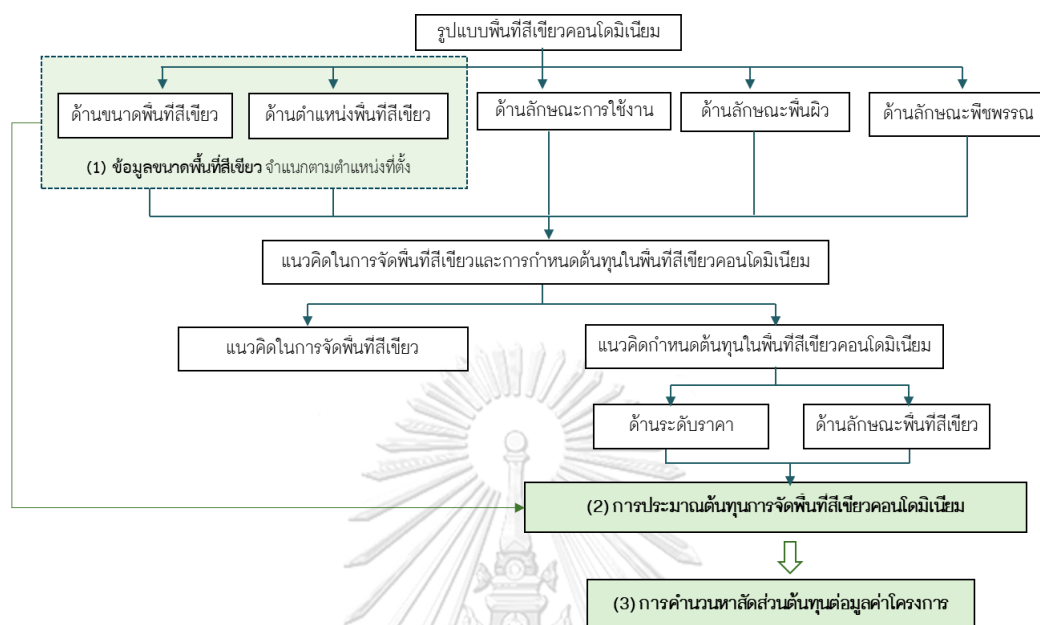 รูปแบบพื้นที่สีเขียวคอนโดมิเนียม
ด้านขนาดพื้นที่สีเขียว
ด้านตำแหน่งพื้นที่สีเขียว
ด้านลักษณะการใช้งาน
ด้านลักษณะพื้นผิว
ด้านลักษณะพืชพรรณ
(1) ข้อมูลขนาดพื้นที่สีเขียว จำแนกตามตำแหน่งที่ตั้ง
แนวคิดในการจัดพื้นที่สีเขียวและการกำหนดต้นทุนในพื้นที่สีเขียวคอนโดมิเนียม
แนวคิดในการจัดพื้นที่สีเขียว
แนวคิดกำหนดต้นทุนในพื้นที่สีเขียวคอนโดมิเนียม
ด้านระดับราคา
ด้านลักษณะพื้นที่สีเขียว
(2) การประมาณต้นทุนการจัดพื้นที่สีเขียวคอนโดมิเนียม
(3) การคำนวนหาสัดส่วนต้นทุนต่อมูลค่าโครงการ